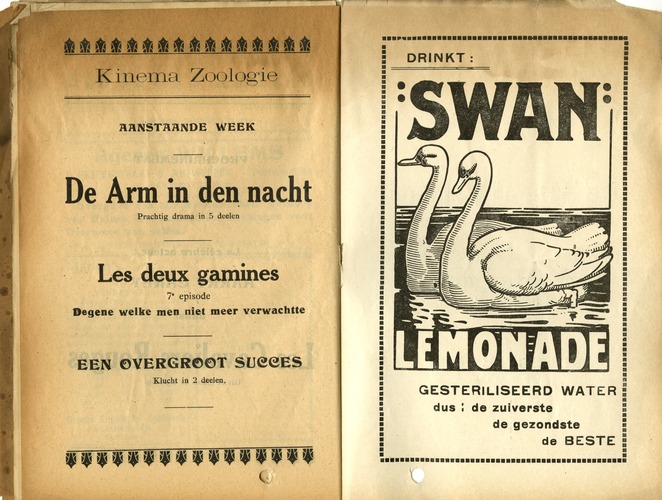 Kinema Zoologie
AANSTAANDE WEEK
De Arm in den nacht
Prachtig drama in 5 deelen
Les deux gamines
7e episode
Degene welke men niet meer verwachtte
EEN OVERGROOT SUCCES
Klucht in 2 deelen.
DRINKT :
:SWAN:
LEMONADE
GESTERILISEERD WATER
dus : de zuiverste
de gezondste
de BESTE